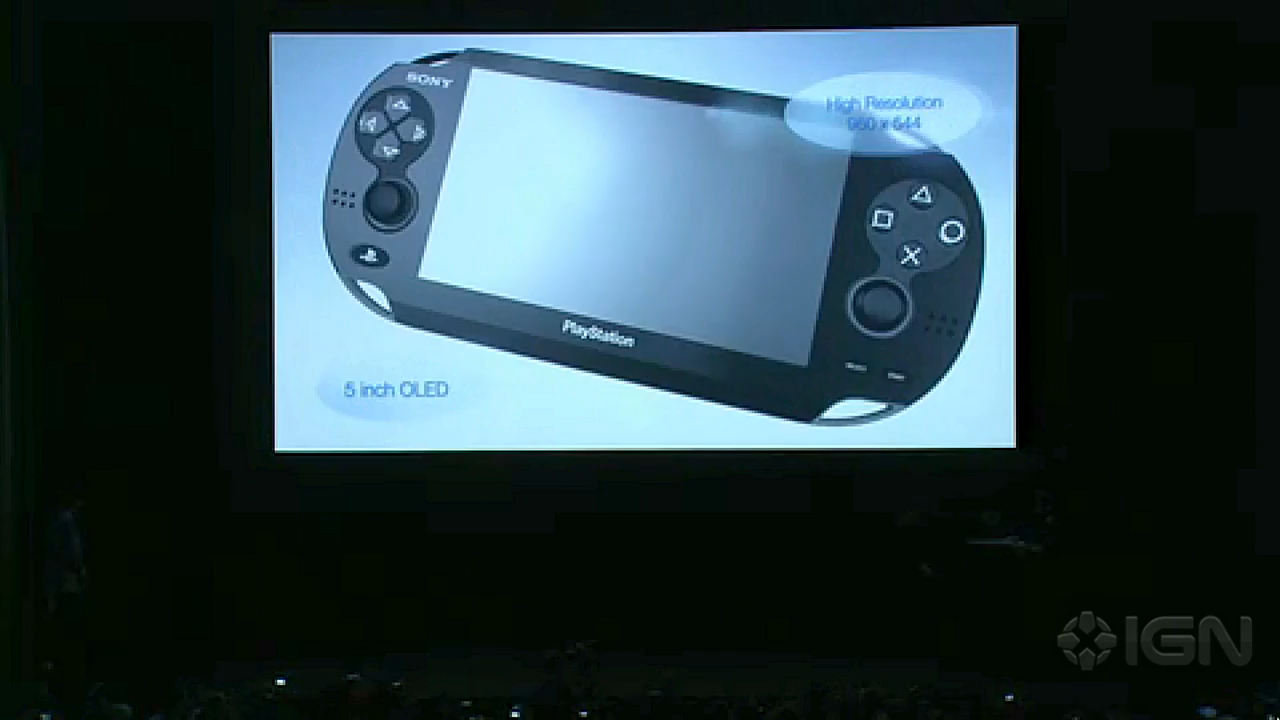 SONY
High Resolution
960 x 544
PlayStation
5 inch OLED
IGN